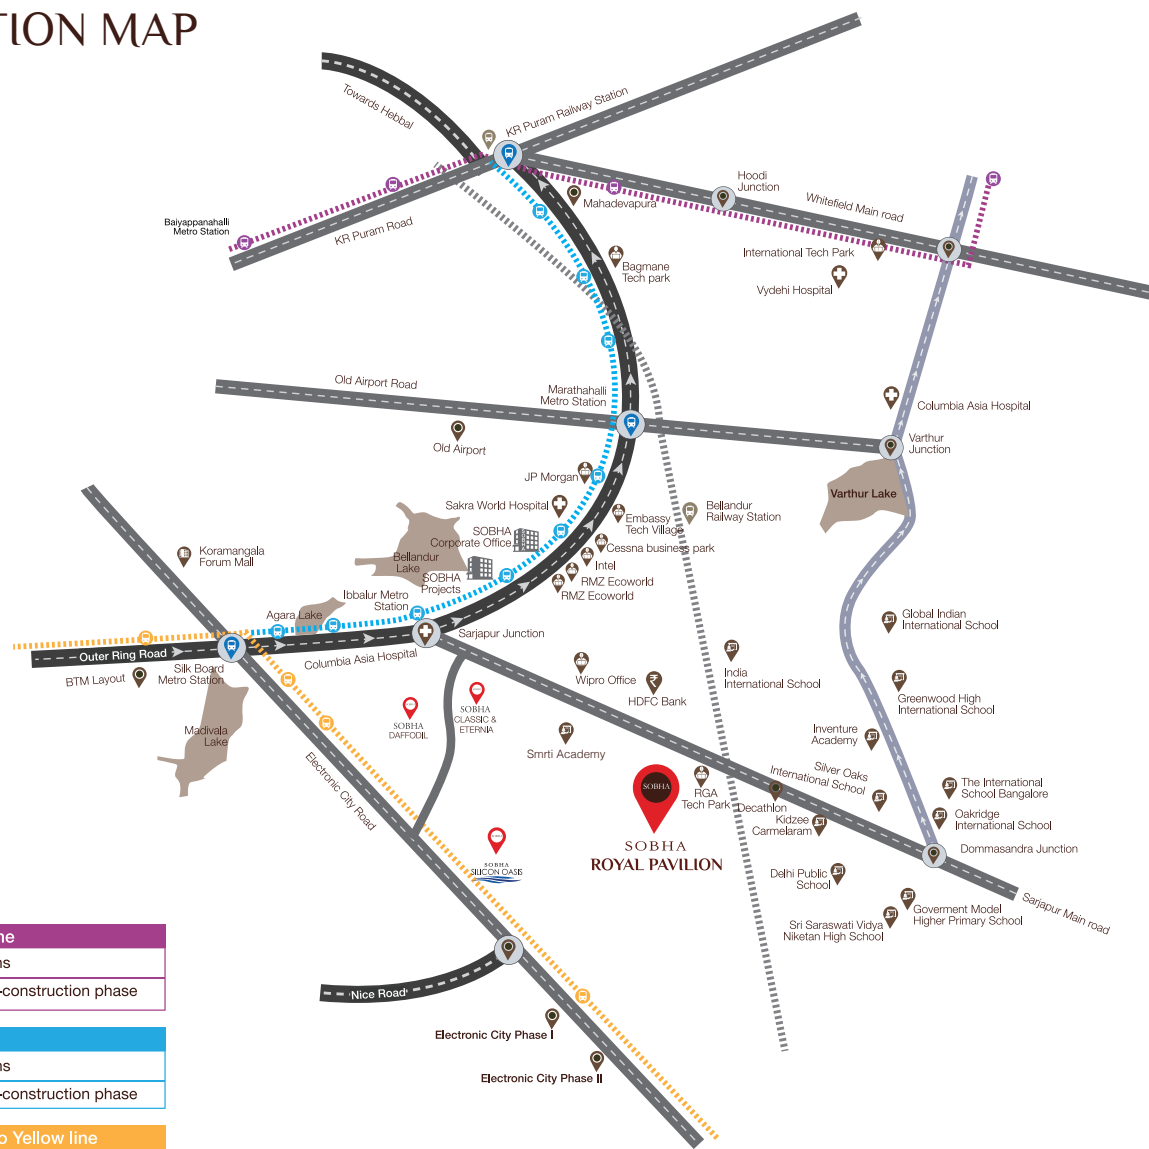 TION MAP
Towards Hebbal
KR Puram Railway Station
Baiyappanahalli
Metro Station
KR Puram Road
Mahadevapura
Hoodi
Junction
Whitefield Main road
Bagmane
Tech park
International Tech Park
Vydehi Hospital
Old Airport Road
Marathahalli
Metro Station
Old Airport
Columbia Asia Hospital
Varthur
Junction
Varthur Lake
JP Morgan
Sakra World Hospital
SOBHA
Corporate Office
Embassy
Tech Village
Bellandur
Railway Station
Cessna business park
Intel
RMZ Ecoworld
RMZ Ecoworld
Koramangala
Forum Mall
Bellandur
Lake
SOBHA
Projects
Ibbalur Metro
Station
Agara Lake
Sarjapur Junction
Columbia Asia Hospital
Outer Ring Road
BTM Layout
Silk Board
Metro Station
Madivala
Lake
Global Indian
International School
Wipro Office
HDFC Bank
India
International School
Greenwood High
International School
SOBHA
DAFFODIL
SOBHA
CLASSIC &
ETERNIA
Smrti Academy
Inventure
Academy
Electronic City Road
Silver Oaks
International School
SOBHA
SOBHA
ROYAL PAVILION
RGA
Tech Park
Decathlon
Kidzee
Carmelaram
The International
School Bangalore
Oakridge
International School
Dommasandra Junction
SOBHA
SILICON OASIS
Delhi Public
School
Sarjapur Main road
Goverment Model
Higher Primary School
Sri Saraswati Vidya
Niketan High School
Nice Road
Electronic City Phase I
Electronic City Phase II
ne
ns
-construction phase
ns
-construction phase
o Yellow line